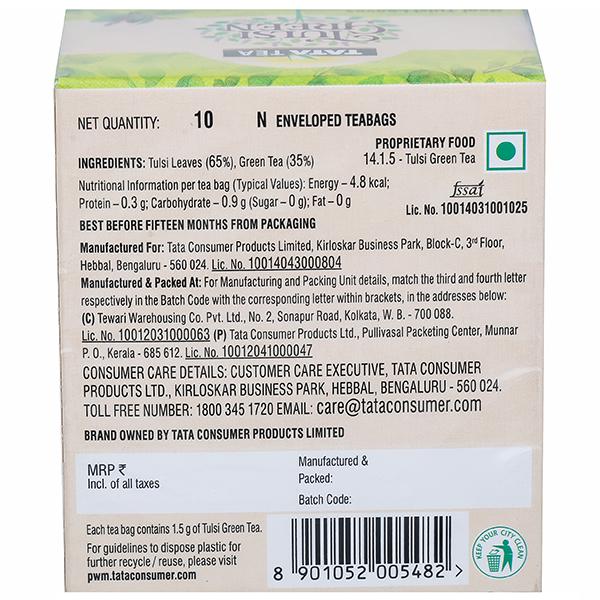 TULSI
GREEN
TATA TEA
NET QUANTITY: 10 N ENVELOPED TEABAGS
PROPRIETARY FOOD
INGREDIENTS: Tulsi Leaves (65%), Green Tea (35%) 14.1.5 - Tulsi Green Tea
Nutritional Information per tea bag (Typical Values): Energy – 4.8 kcal;
Protein – 0.3 g; Carbohydrate – 0.9 g (Sugar – 0 g); Fat – 0 g
fssai
Lic. No. 10014031001025
BEST BEFORE FIFTEEN MONTHS FROM PACKAGING
Manufactured For: Tata Consumer Products Limited, Kirloskar Business Park, Block-C, 3rd Floor,
Hebbal, Bengaluru - 560 024. Lic. No. 10014043000804
Manufactured & Packed At: For Manufacturing and Packing Unit details, match the third and fourth letter
respectively in the Batch Code with the corresponding letter within brackets, in the addresses below:
(C) Tewari Warehousing Co. Pvt. Ltd., No. 2, Sonapur Road, Kolkata, W. B. - 700 088.
Lic. No. 10012031000063 (P) Tata Consumer Products Ltd., Pullivasal Packeting Center, Munnar
P. O., Kerala - 685 612. Lic. No. 10012041000047
CONSUMER CARE DETAILS: CUSTOMER CARE EXECUTIVE, TATA CONSUMER
PRODUCTS LTD., KIRLOSKAR BUSINESS PARK, HEBBAL, BENGALURU - 560 024.
TOLL FREE NUMBER: 1800 345 1720 EMAIL: care@tataconsumer.com
BRAND OWNED BY TATA CONSUMER PRODUCTS LIMITED
MRP ₹
Incl. of all taxes
Manufactured &
Packed:
Batch Code:
Each tea bag contains 1.5 g of Tulsi Green Tea.
For guidelines to dispose plastic for
further recycle / reuse, please visit
pwm.tataconsumer.com
8 901052 005482 >
KEEP YOUR CITY CLEAN